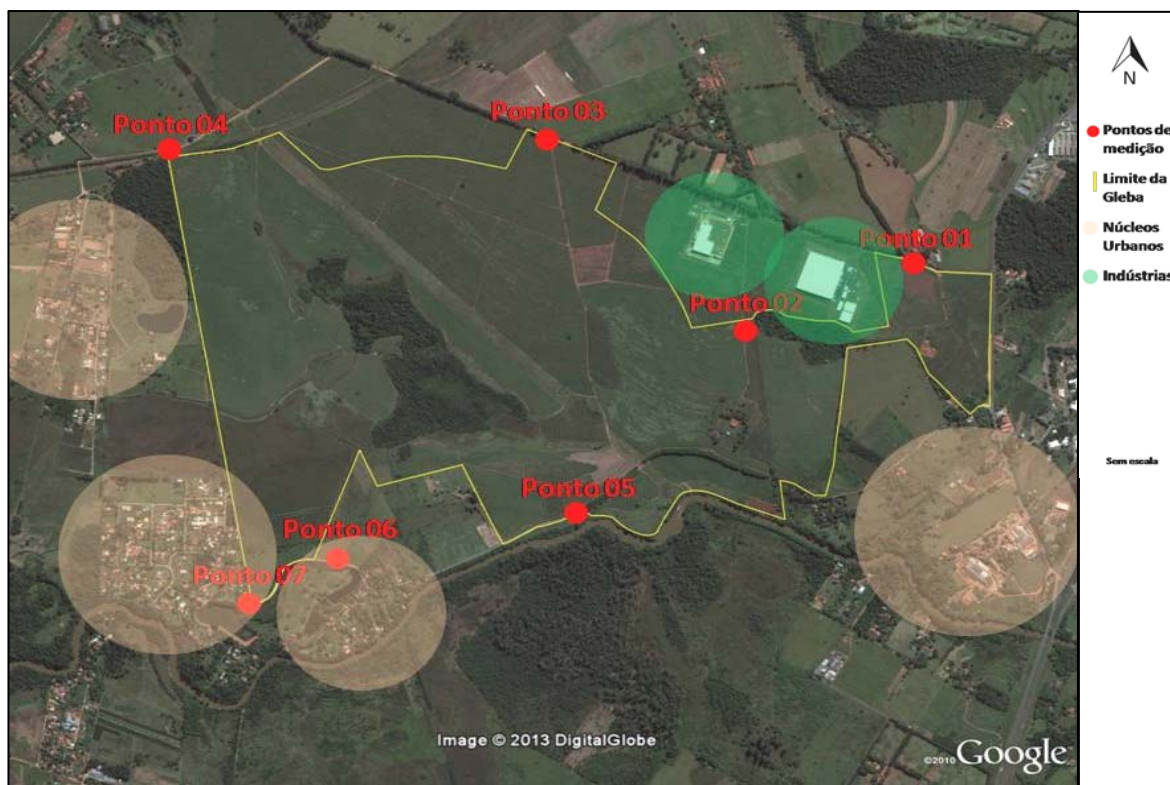 Ponto 04
Ponto 03
Ponto 01
Ponto 02
Ponto 05
Ponto 06
Ponto 07
Image © 2013 DigitalGlobe
©2010 Google
N
Pontos de
medição
Limite da
Gleba
Núcleos
Urbanos
Indústrias
Sem escala